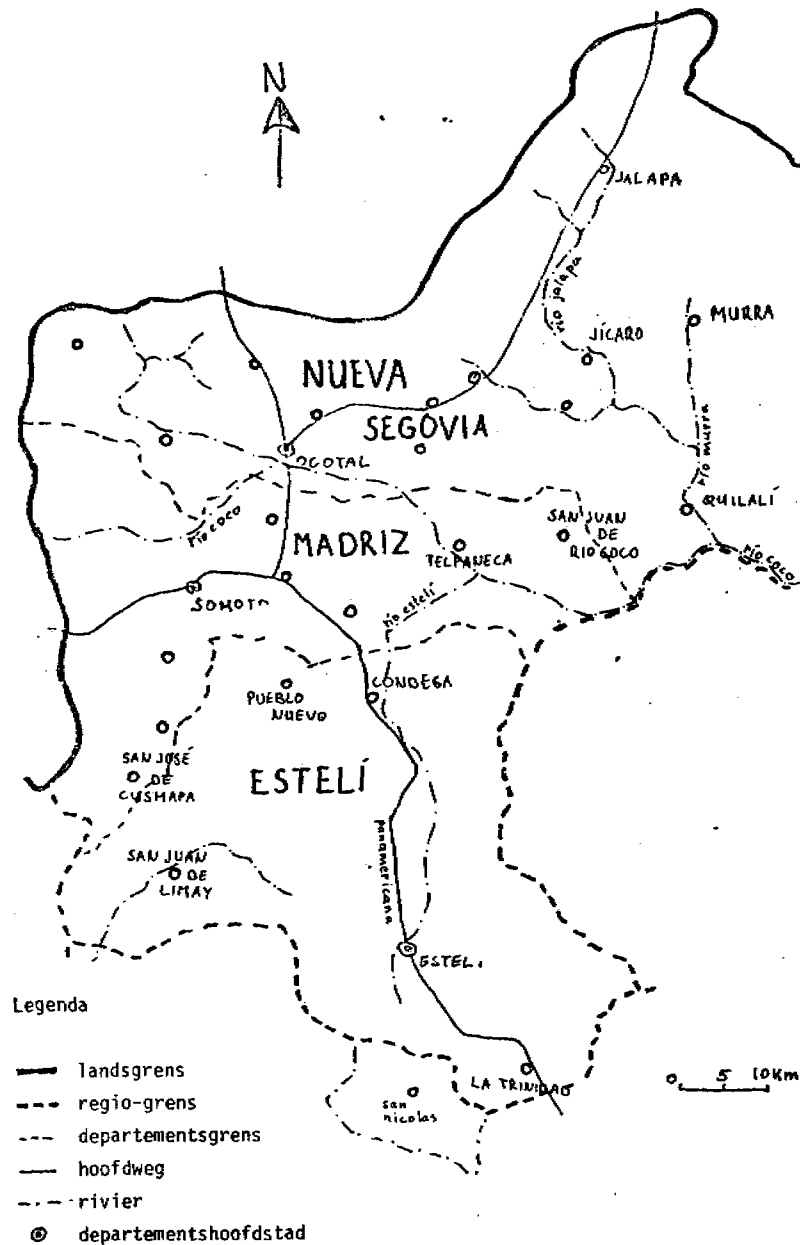 N
JALAPA
río jalapa
MURRA
JÍCARO
NUEVA
SEGOVIA
río murra
OCOTAL
QUILALÍ
río coco
SAN JUAN
DE
RIO COCO
MADRIZ
TELPANECA
río coco
SOMOTO
río estelí
CONDEGA
PUEBLO
NUEVO
SAN JOSÉ
DE
CUSMAPA
ESTELÍ
panamericana
SAN JUAN
DE
LIMAY
ESTELI
Legenda
landsgrens
regio-grens
departementsgrens
hoofdweg
rivier
departementshoofdstad
LA TRINIDAD
san
nicolas
0 5 10Km